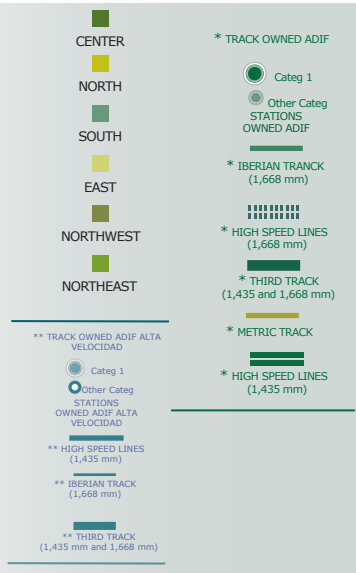 CENTER
NORTH
SOUTH
EAST
NORTHWEST
NORTHEAST
** TRACK OWNED ADIF ALTA
VELOCIDAD
Categ 1
Other Categ
STATIONS
OWNED ADIF ALTA
VELOCIDAD
** HIGH SPEED LINES
(1,435 mm)
** IBERIAN TRACK
(1,668 mm)
** THIRD TRACK
(1,435 mm and 1,668 mm)
* TRACK OWNED ADIF
Categ 1
Other Categ
STATIONS
OWNED ADIF
* IBERIAN TRANCK
(1,668 mm)
* HIGH SPEED LINES
(1,668 mm)
* THIRD TRACK
(1,435 and 1,668 mm)
* METRIC TRACK
* HIGH SPEED LINES
(1,435 mm)